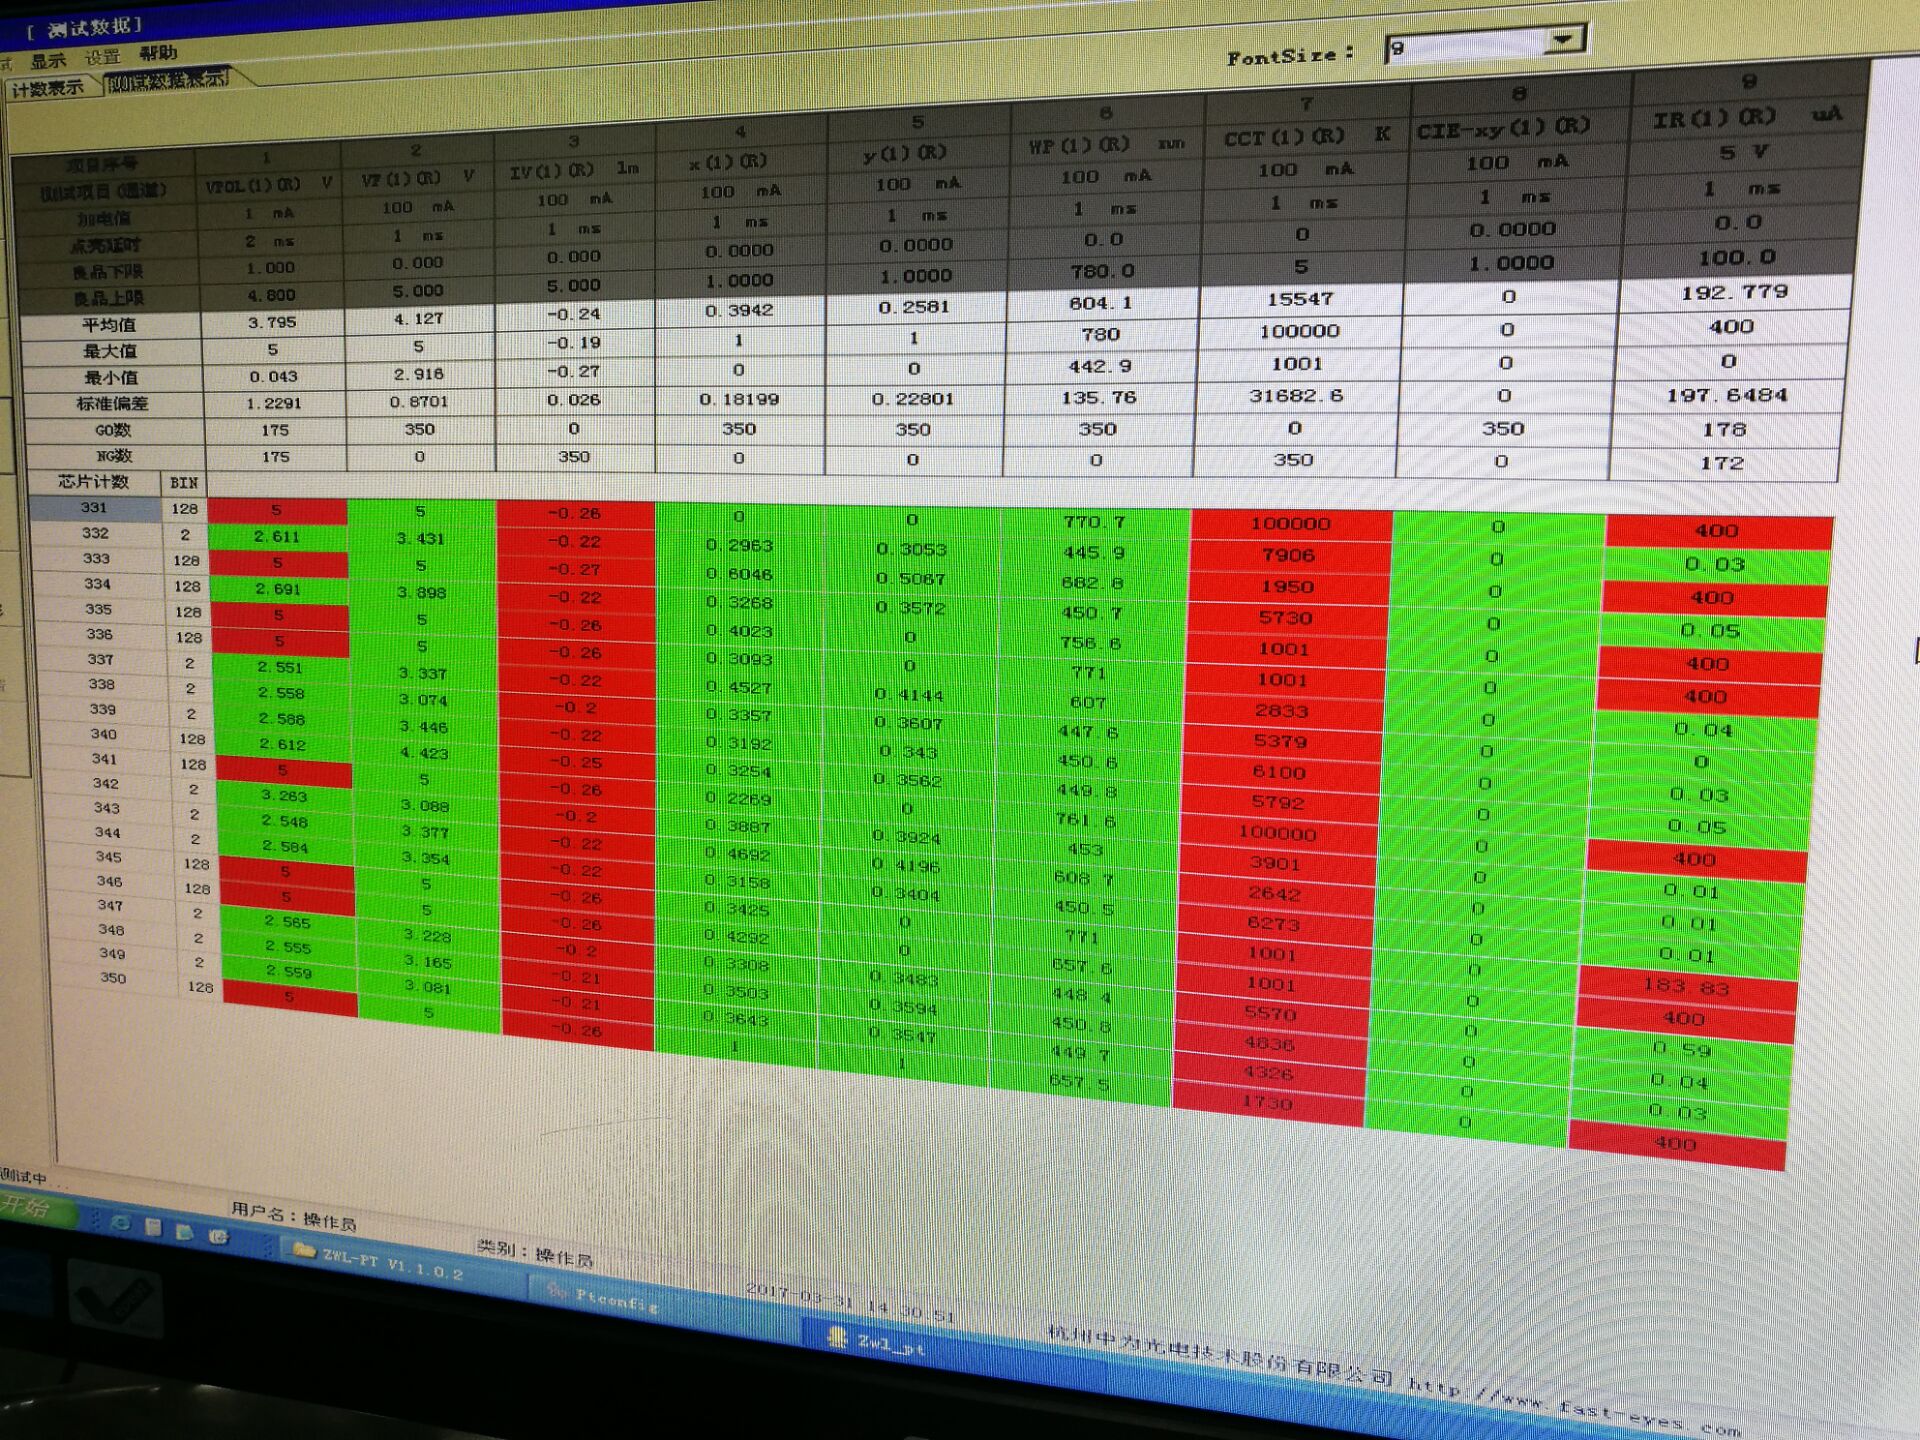 [ 测试数据]
试 显示 设置 帮助
FontSize： 9
计数表示 测试数据表示
项目序号 1 2 3 4 5 6 7 8 9
测试项目(通道) VFOL(1)(R) V VF(1)(R) V IV(1)(R) lm x(1)(R) y(1)(R) WP(1)(R) nm CCT(1)(R) K CIE-xy(1)(R) IR(1)(R) uA
加电值 1 mA 100 mA 100 mA 100 mA 100 mA 100 mA 100 mA 100 mA 5 V
点亮延时 2 ms 1 ms 1 ms 1 ms 1 ms 1 ms 1 ms 1 ms 1 ms
良品下限 1.000 0.000 0.000 0.0000 0.0000 0.0 0 0.0000 0.0
良品上限 4.800 5.000 5.000 1.0000 1.0000 780.0 5 1.0000 100.0
平均值 3.795 4.127 -0.24 0.3942 0.2581 604.1 15547 0 192.779
最大值 5 5 -0.19 1 1 780 100000 0 400
最小值 0.043 2.916 -0.27 0 0 442.9 1001 0 0
标准偏差 1.2291 0.8701 0.026 0.18199 0.22801 135.76 31682.6 0 197.6484
GO数 175 350 0 350 350 350 0 350 178
NG数 175 0 350 0 0 0 350 0 172
芯片计数 BIN
331 128 5 5 -0.26 0 0 770.7 100000 0 400
332 2 2.611 3.431 -0.22 0.2963 0.3053 445.9 7906 0 0.03
333 128 5 5 -0.27 0.6046 0.5067 682.8 1950 0 400
334 128 2.691 3.898 -0.22 0.3268 0.3572 450.7 5730 0 0.05
335 128 5 5 -0.26 0.4023 0 756.6 1001 0 400
336 128 5 5 -0.26 0.3093 0 771 1001 0 400
337 2 2.551 3.337 -0.22 0.4527 0.4144 607 2833 0 0.04
338 2 2.558 3.074 -0.2 0.3357 0.3607 447.6 5379 0 0
339 2 2.588 3.446 -0.22 0.3192 0.343 450.6 6100 0 0.03
340 128 2.612 4.423 -0.25 0.3254 0.3562 449.8 5792 0 0.05
341 128 5 5 -0.26 0.2269 0 761.6 100000 0 400
342 2 3.263 3.088 -0.2 0.3887 0.3924 453 3901 0 0.01
343 2 2.548 3.377 -0.22 0.4692 0.4196 608.7 2642 0 0.01
344 2 2.584 3.354 -0.22 0.3158 0.3404 450.5 6273 0 0.01
345 128 5 5 -0.26 0.3425 0 771 1001 0 183.83
346 128 5 5 -0.26 0.4292 0 657.6 1001 0 400
347 2 2.565 3.228 -0.2 0.3308 0.3483 448.4 5570 0 0.59
348 2 2.555 3.165 -0.21 0.3503 0.3594 450.8 4836 0 0.04
349 2 2.559 3.081 -0.21 0.3643 0.3547 449.7 4326 0 0.03
350 128 5 5 -0.26 1 1 657.5 1730 0 400
测试中...
用户名：操作员 类别：操作员 2017-03-31 14:30:51 杭州中为光电技术股份有限公司 http://www.fast-eyes.com
开始 ZWL-PT V1.1.0.2 Ptconfig Zwl_pt